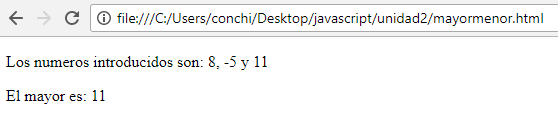 file:///C:/Users/conchi/Desktop/javascript/unidad2/mayormenor.html
Los numeros introducidos son: 8, -5 y 11
El mayor es: 11